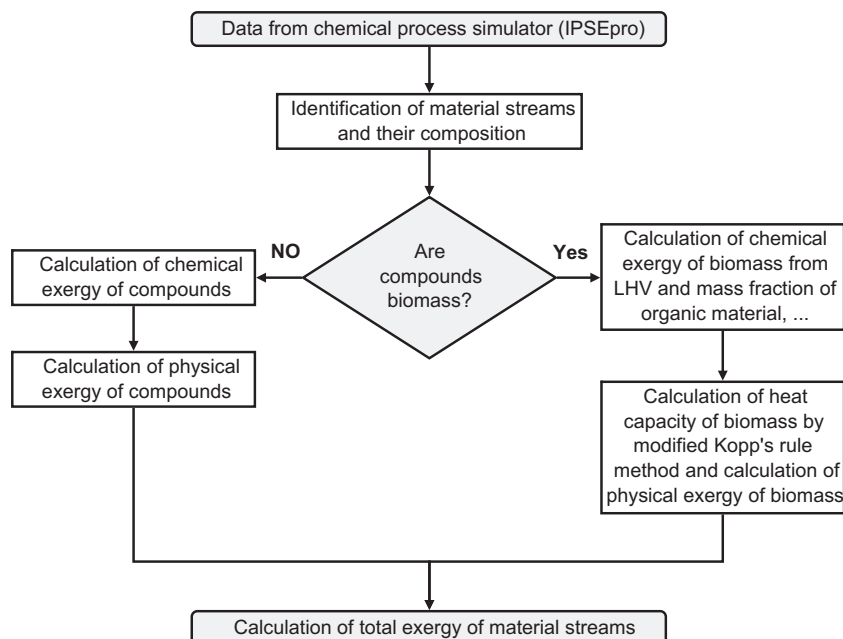 Data from chemical process simulator (IPSEpro)
Identification of material streams
and their composition
Are
compounds
biomass?
NO
Yes
Calculation of chemical
exergy of compounds
Calculation of physical
exergy of compounds
Calculation of chemical
exergy of biomass from
LHV and mass fraction of
organic material, ...
Calculation of heat
capacity of biomass by
modified Kopp's rule
method and calculation of
physical exergy of biomass
Calculation of total exergy of material streams